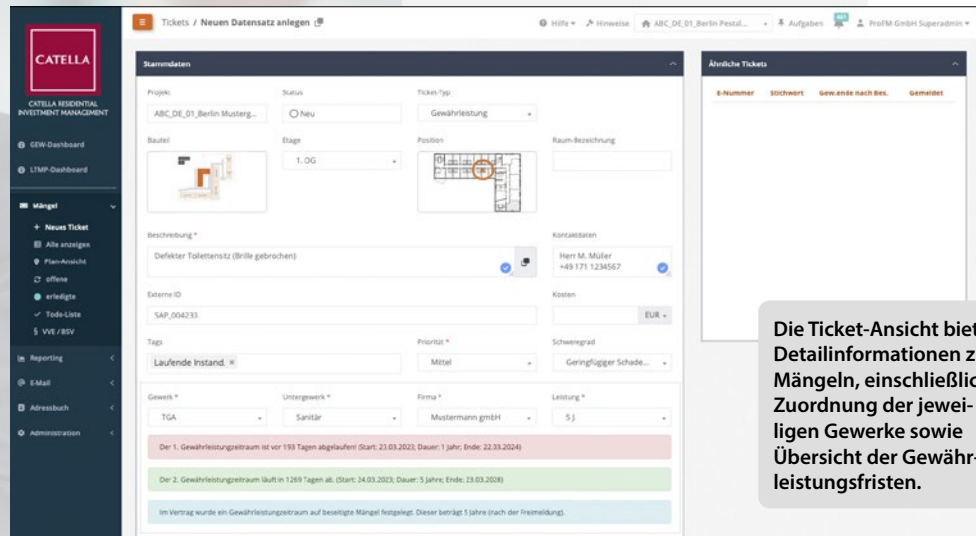 CATELLA
CATELLA RESIDENTIAL
INVESTMENT MANAGEMENT
GEW-Dashboard
LTMP-Dashboard
Mängel
+ Neues Ticket
Alle anzeigen
Plan-Ansicht
offene
erledigte
Todo-Liste
§ VVE / BSV
Reporting
E-Mail
Adressbuch
Administration
Tickets / Neuen Datensatz anlegen
Hilfe
Hinweise
ABC_DE_01_Berlin Pestal...
Aufgaben
ProFM GmbH Superadmin
Stammdaten
Projekt
Status
Ticket-Typ
ABC_DE_01_Berlin Musterg...
Neu
Gewährleistung
Bauteil
Etage
Position
Raum-Bezeichnung
1. OG
Beschreibung *
Kontaktdaten
Defekter Toilettensitz (Brille gebrochen)
Herr M. Müller
+49 171 1234567
Externe ID
Kosten
SAP_004233
EUR
Tags
Priorität *
Schweregrad
Laufende Instand. ×
Mittel
Geringfügiger Schade...
Gewerk *
Untergewerk *
Firma *
Leistung *
TGA
Sanitär
Mustermann gmbH
5 J.
Der 1. Gewährleistungzeitraum ist vor 193 Tagen abgelaufen! (Start: 23.03.2023; Dauer: 1 Jahr; Ende: 22.33.2024)
Der 2. Gewährleistungzeitraum läuft in 1269 Tagen ab. (Start: 24.03.2023; Dauer: 5 Jahre; Ende: 23.03.2028)
Im Vertrag wurde ein Gewährleistungzeitraum auf beseitigte Mängel festgelegt. Dieser beträgt 5 Jahre (nach der Freimeldung).
Ähnliche Tickets
E-Nummer
Stichwort
Gew.ende nach Bes.
Gemeldet
Die Ticket-Ansicht biet
Detailinformationen z
Mängeln, einschließlic
Zuordnung der jewei-
ligen Gewerke sowie
Übersicht der Gewähr-
leistungsfristen.